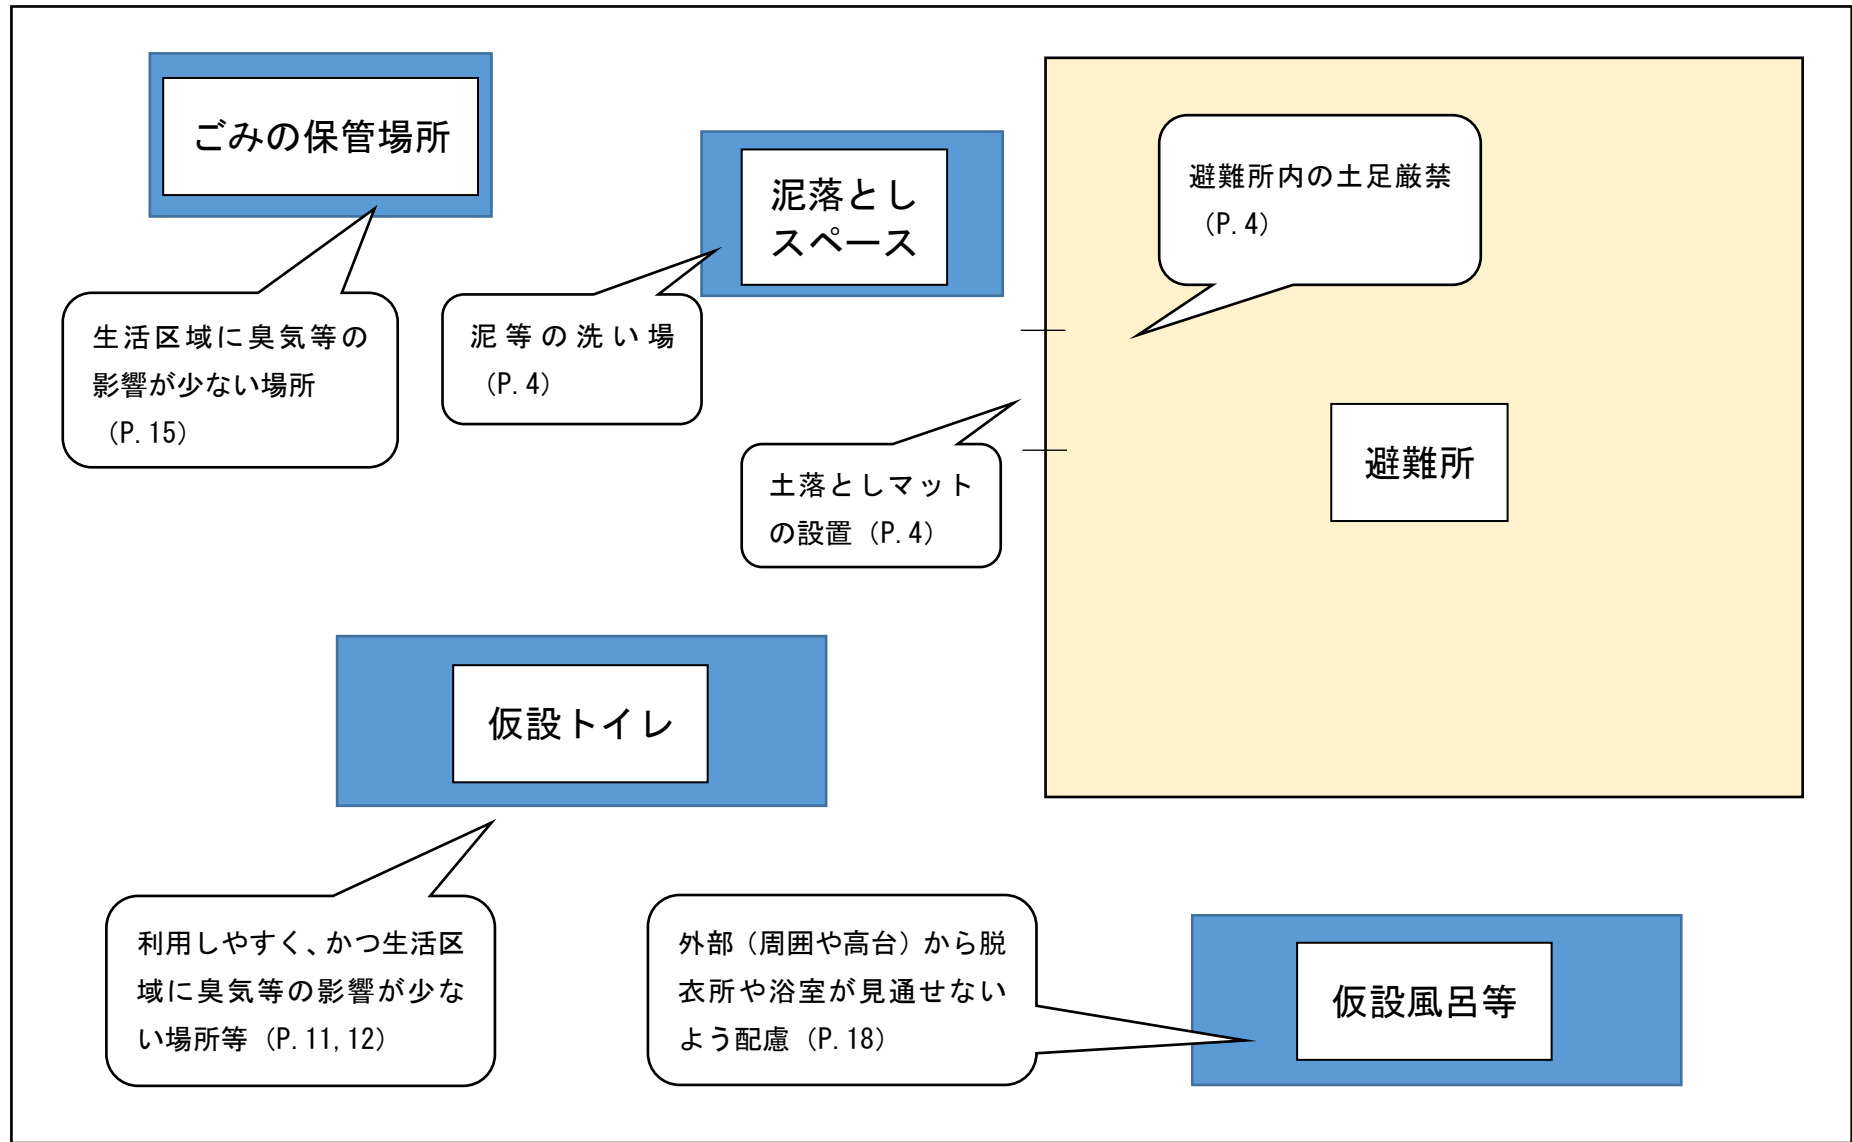 ごみの保管場所
生活区域に臭気等の
影響が少ない場所
（P.15）
泥落とし
スペース
泥等の洗い場
（P.4）
避難所内の土足厳禁
（P.4）
土落としマット
の設置（P.4）
避難所
仮設トイレ
利用しやすく、かつ生活区
域に臭気等の影響が少な
い場所等（P.11,12）
外部（周囲や高台）から脱
衣所や浴室が見通せない
よう配慮（P.18）
仮設風呂等